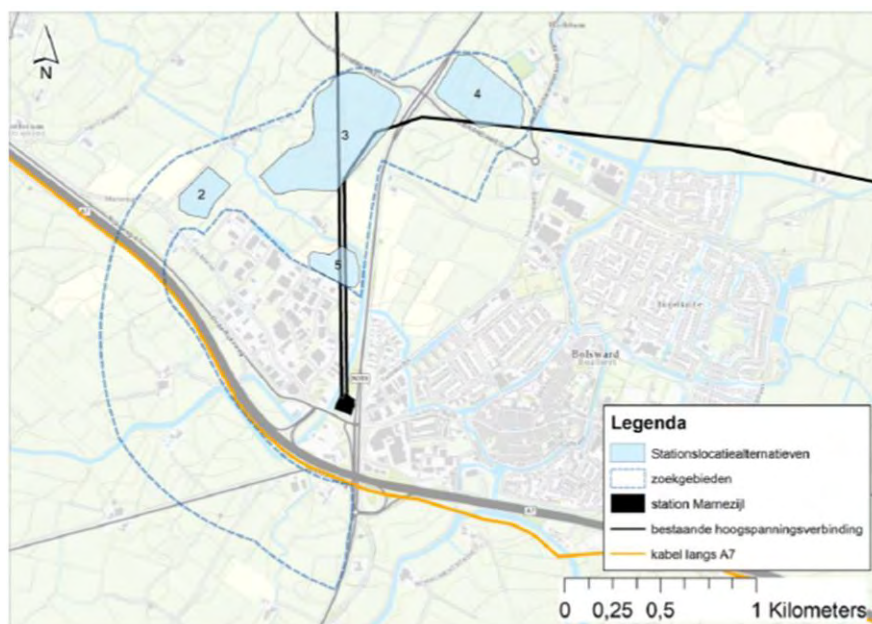 N
4
3
2
5
A7
Bolsward
Legenda
Stationslocatiealternatieven
zoekgebieden
station Marnezijl
bestaande hoogspanningsverbinding
kabel langs A7
A7
0 0,25 0,5 1 Kilometers